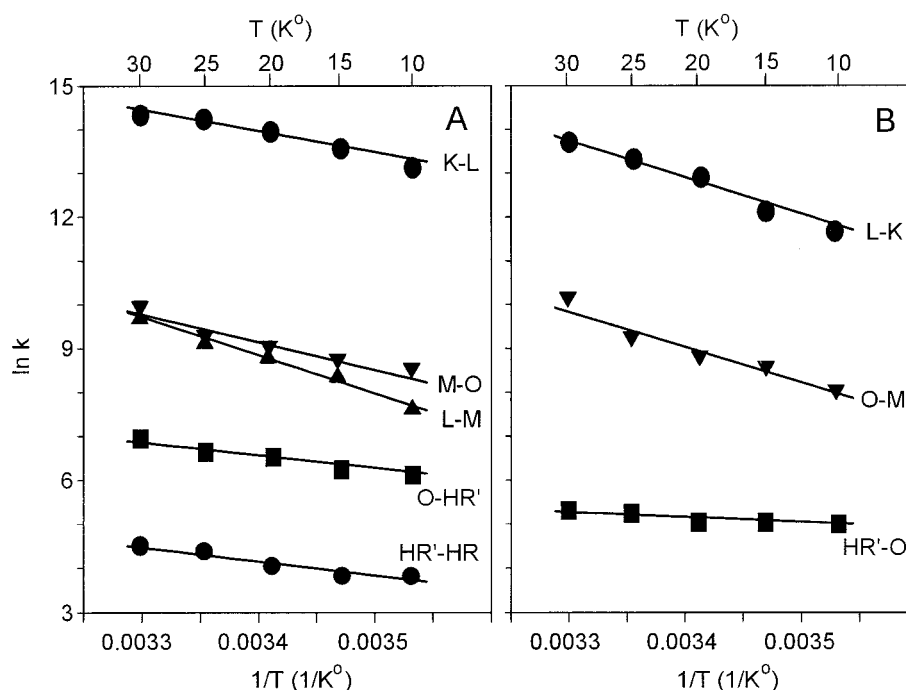 T (K°)
T (K°)
30 25 20 15 10
30 25 20 15 10
15
A
B
K-L
12
L-K
ln k
9
M-O
L-M
O-M
6
O-HR'
HR'-HR
HR'-O
3
0.0033 0.0034 0.0035
0.0033 0.0034 0.0035
1/T (1/K°)
1/T (1/K°)